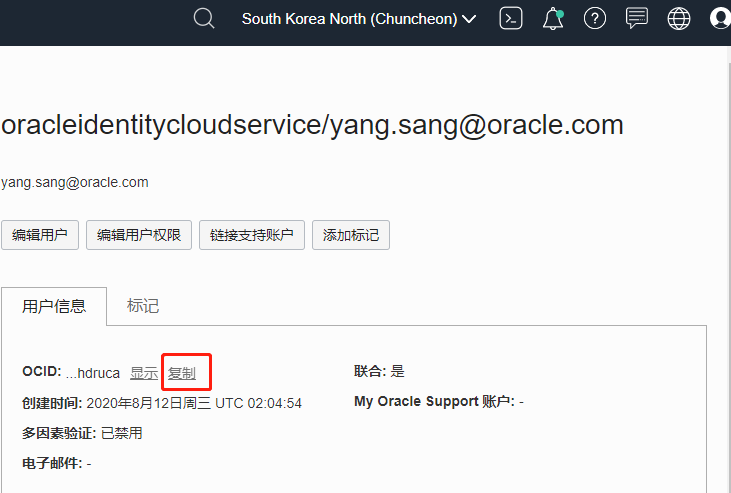 South Korea North (Chuncheon)
oracleidentitycloudservice/yang.sang@oracle.com
yang.sang@oracle.com
编辑用户 编辑用户权限 链接支持账户 添加标记
用户信息 标记
OCID: ...hdruca 显示 复制 联合: 是
创建时间: 2020年8月12日周三 UTC 02:04:54 My Oracle Support 账户: -
多因素验证: 已禁用
电子邮件: -